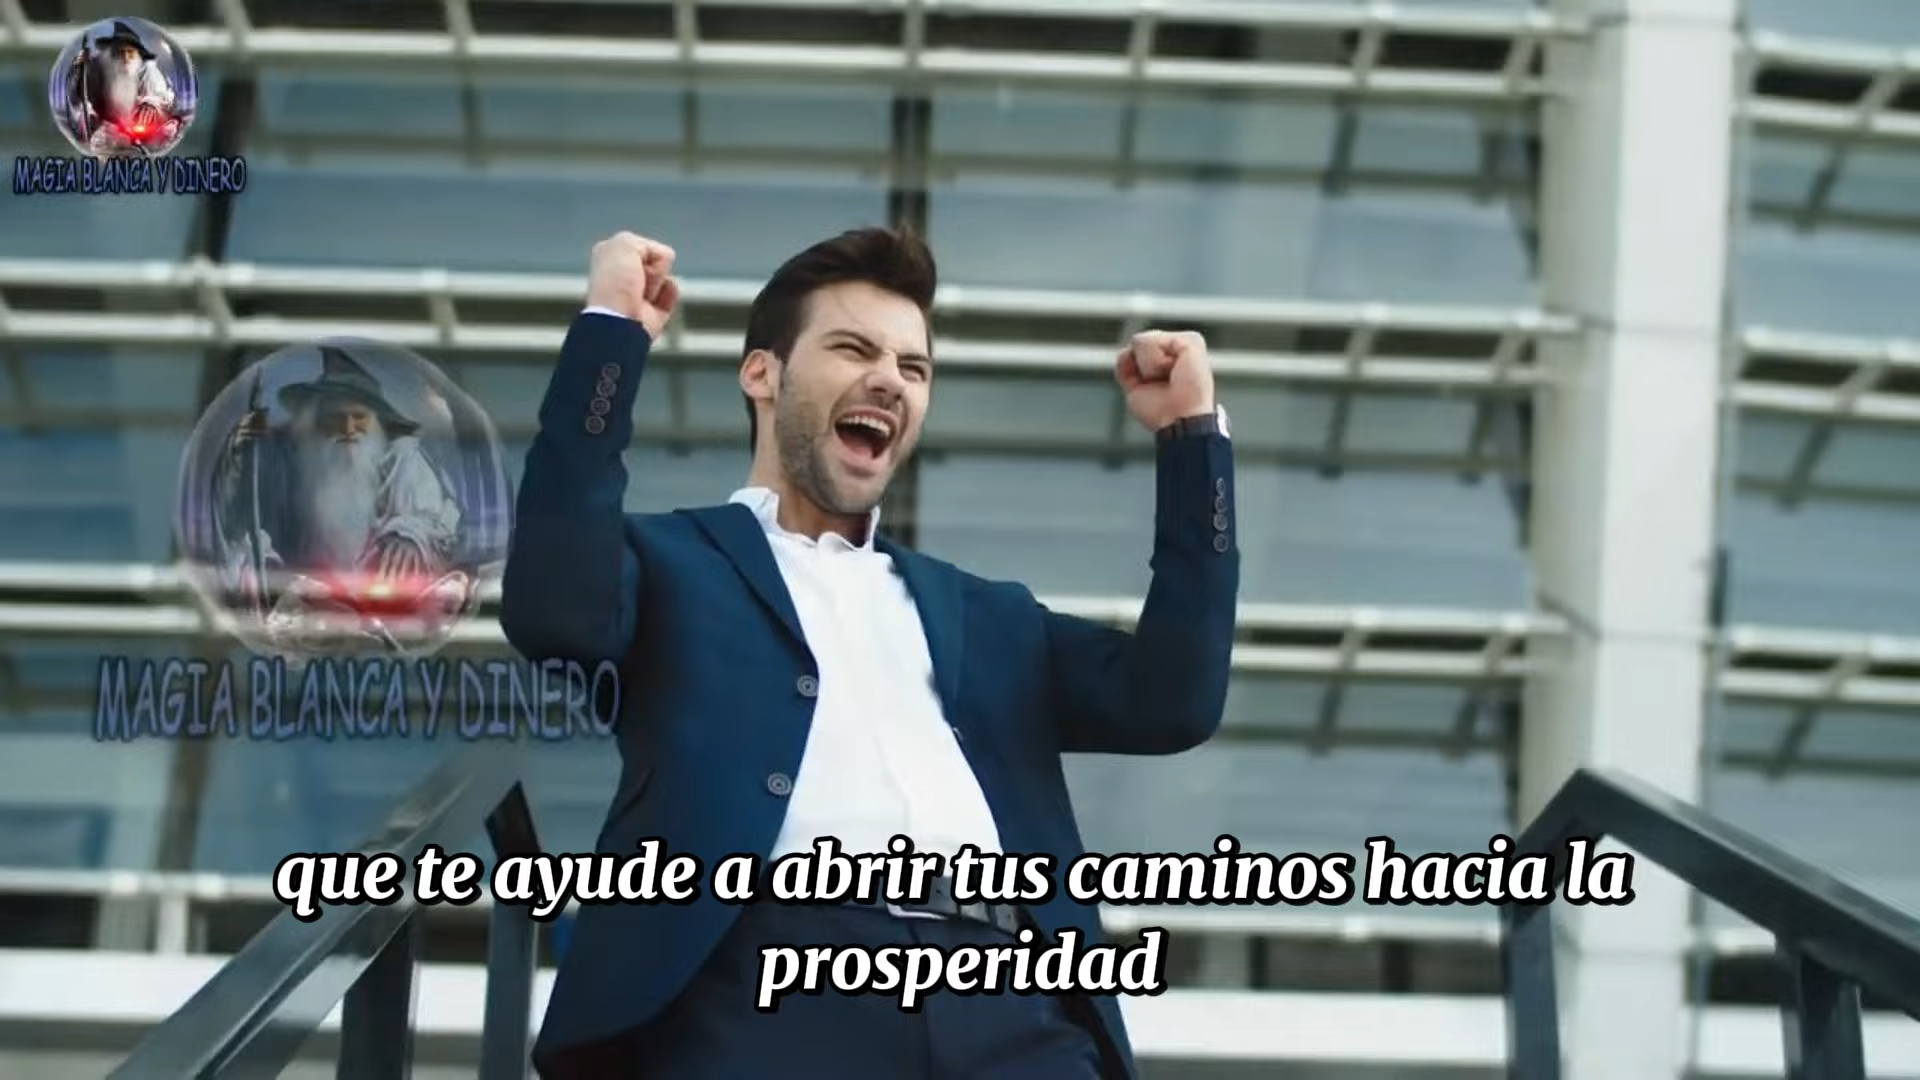 MAGIA BLANCA Y DINERO
MAGIA BLANCA Y DINERO
que te ayude a abrir tus caminos hacia la
prosperidad